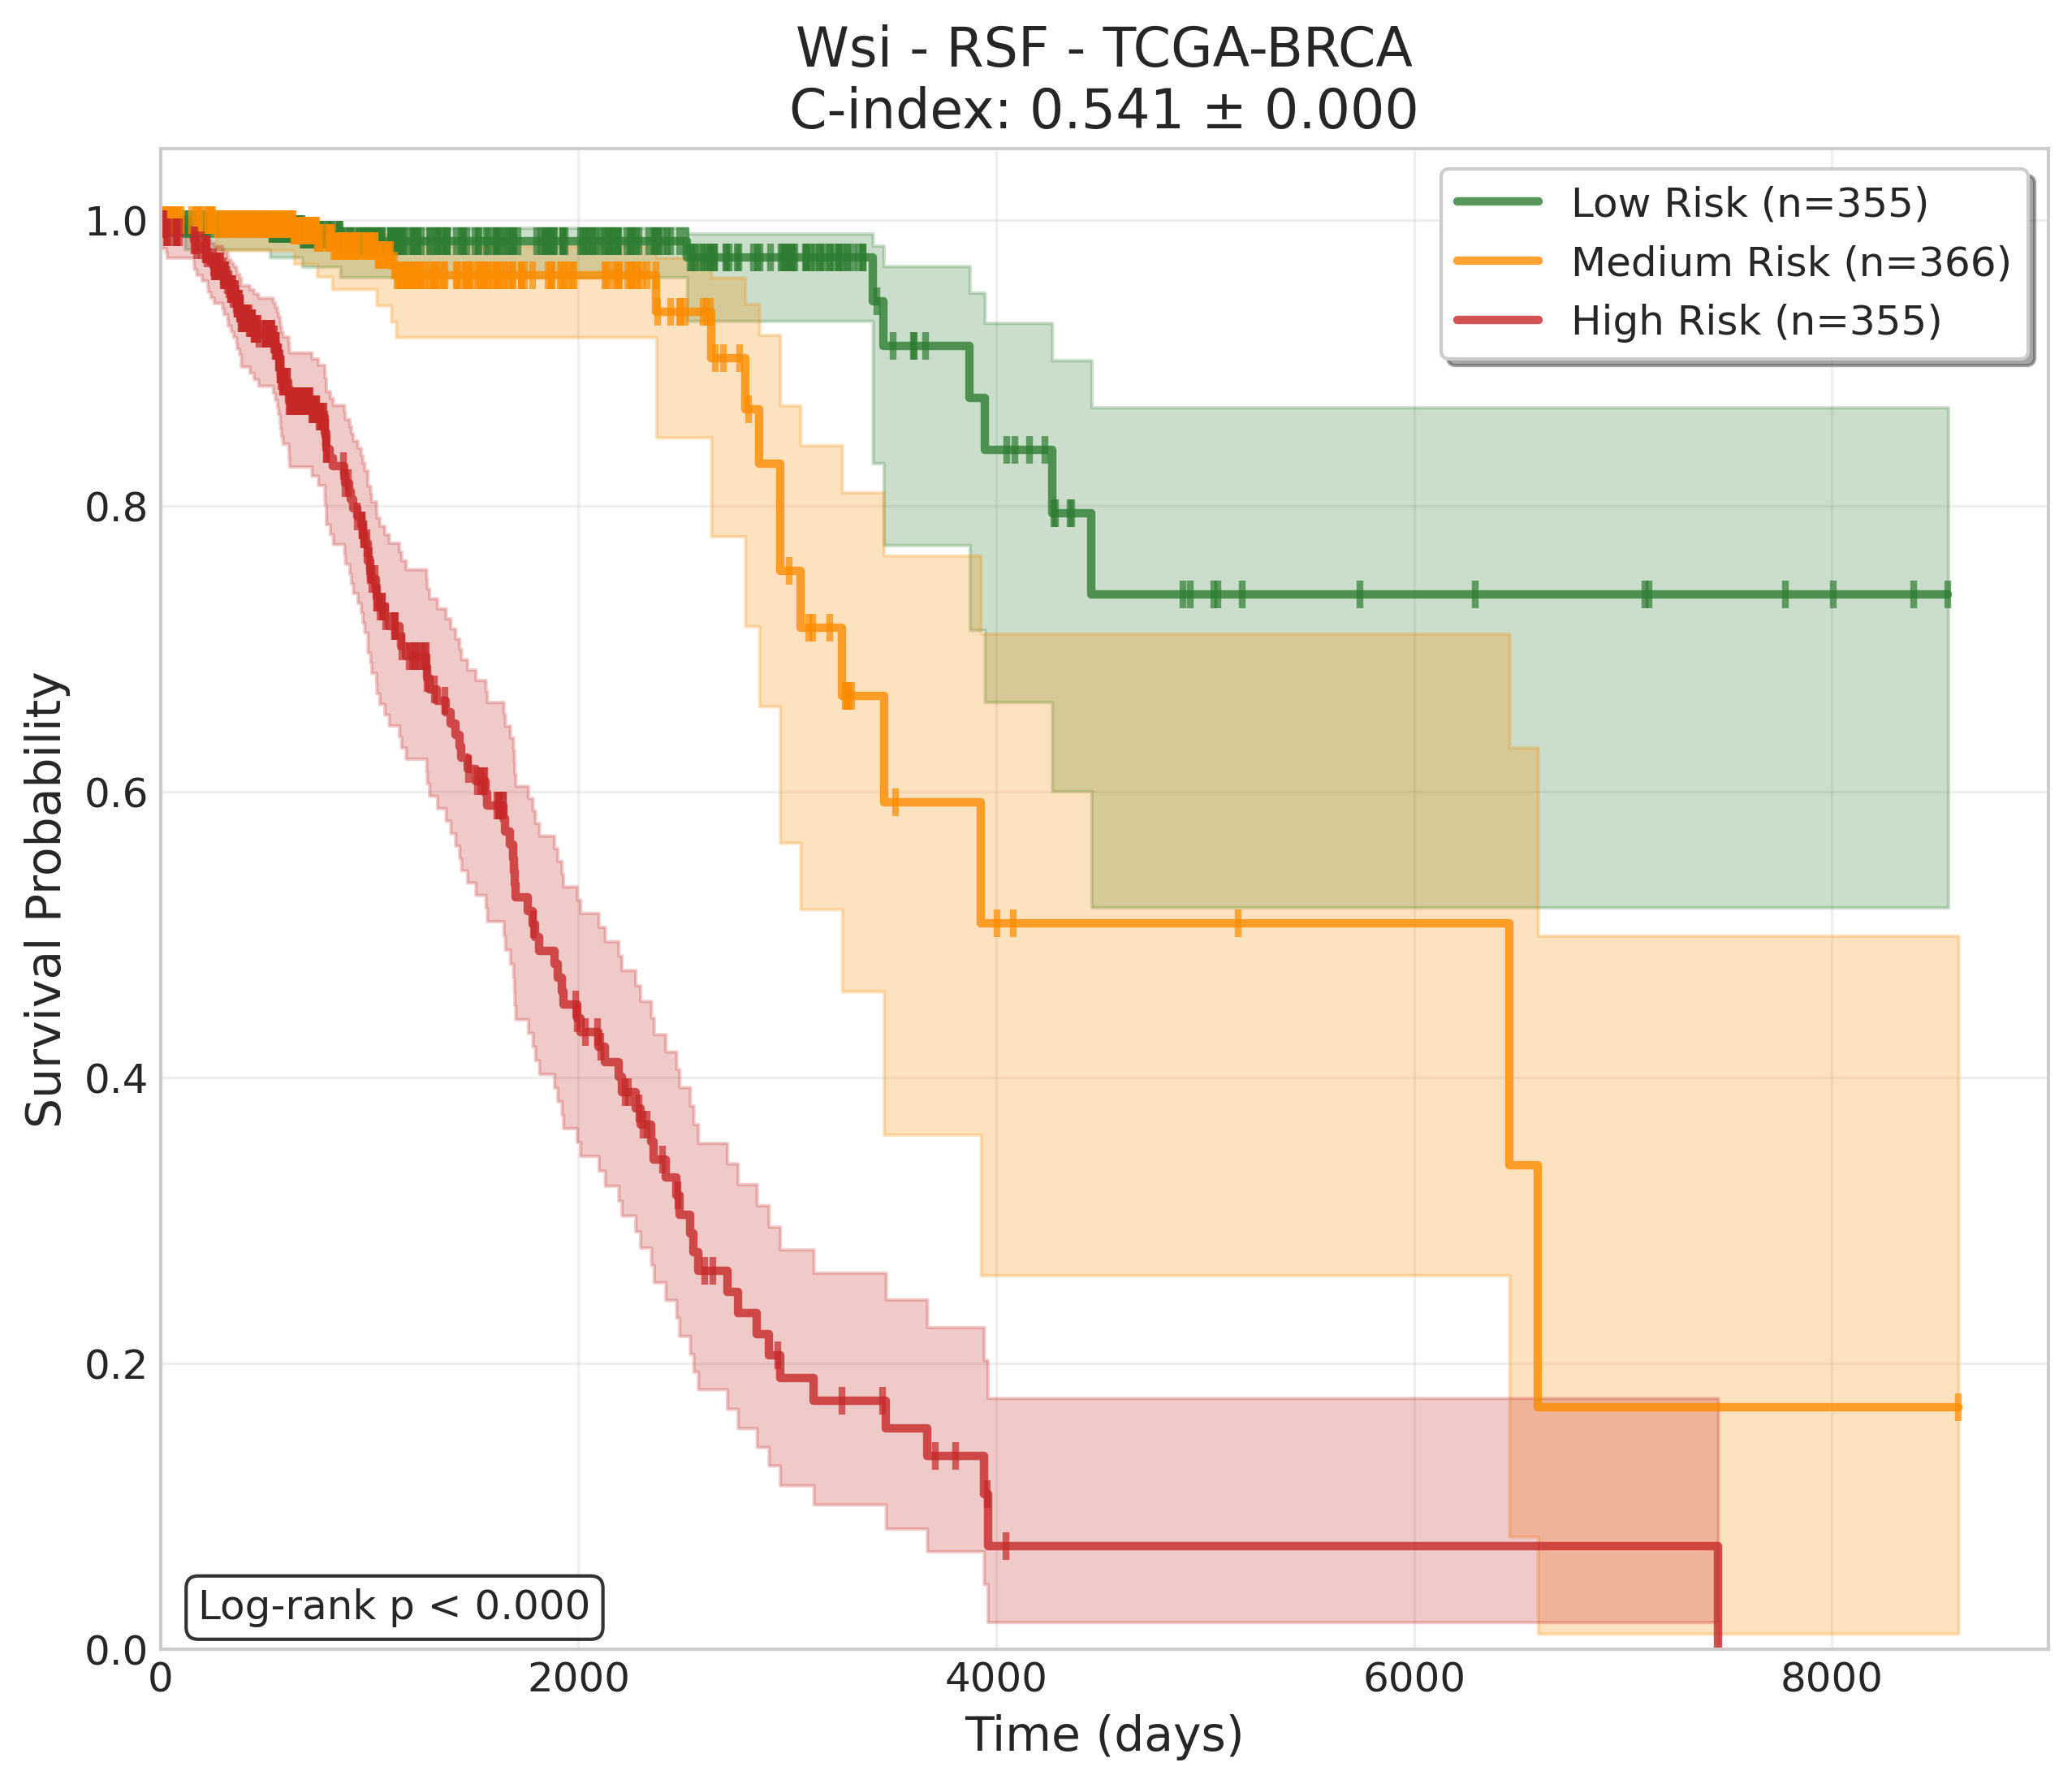 Wsi - RSF - TCGA-BRCA
C-index: 0.541 ± 0.000
Low Risk (n=355)
Medium Risk (n=366)
High Risk (n=355)
Survival Probability
1.0
0.8
0.6
0.4
0.2
0.0
Log-rank p < 0.000
0
2000
4000
6000
8000
Time (days)